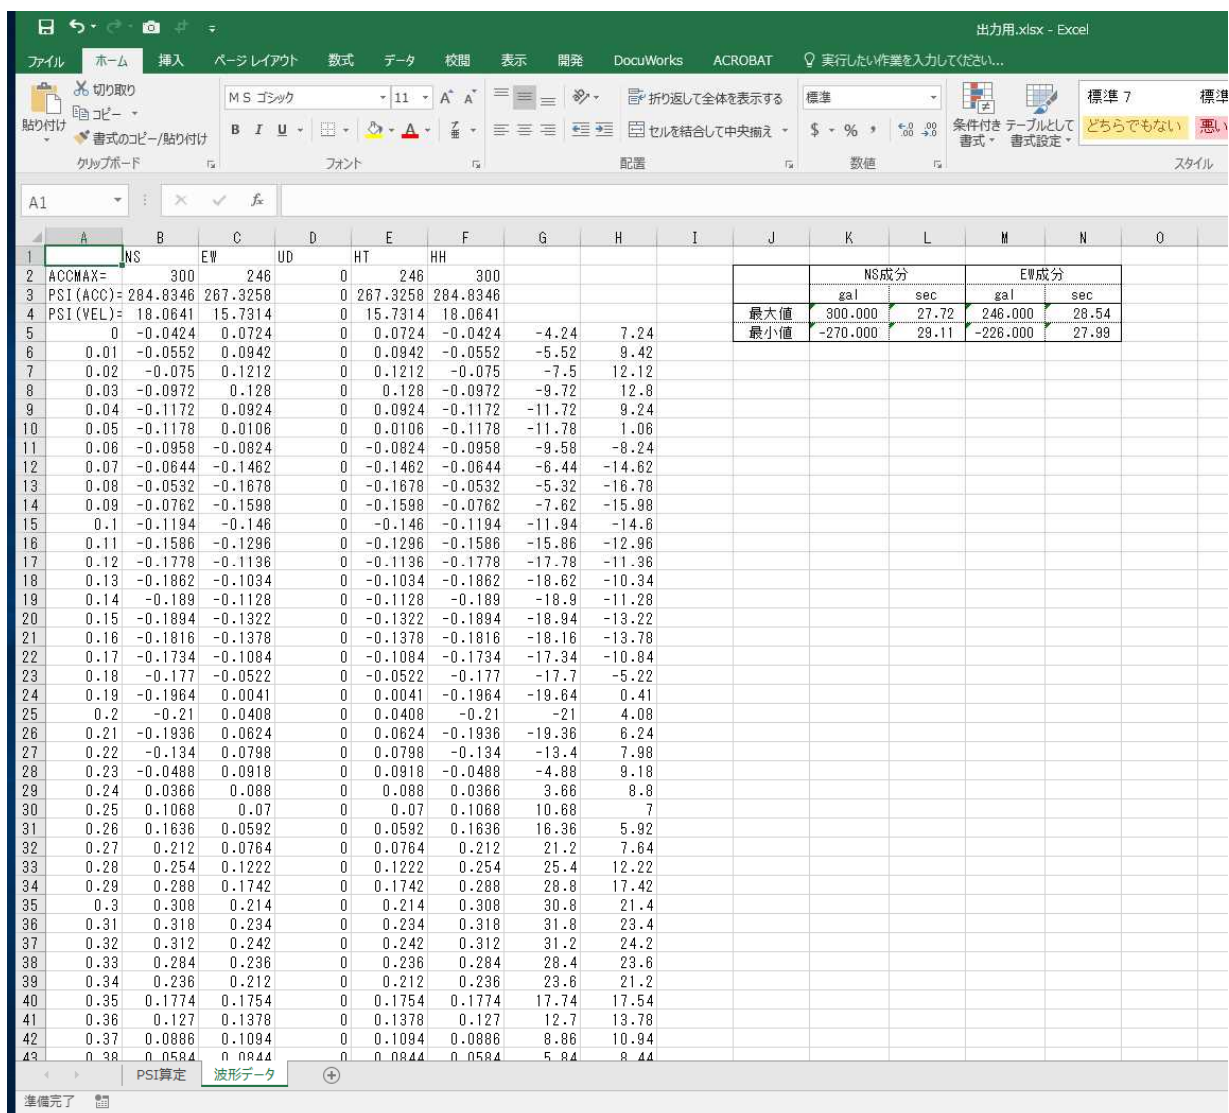 出力用.xlsx - Excel
ファイル ホーム 挿入 ページ レイアウト 数式 データ 校閲 表示 開発 DocuWorks ACROBAT 実行したい作業を入力してください...
切り取り
コピー
書式のコピー/貼り付け
貼り付け
MS ゴシック 11
B I U
折り返して全体を表示する
セルを結合して中央揃え
標準
$ % ,
条件付き書式 テーブルとして書式設定
標準 7 標準
どちらでもない 悪い
クリップボード フォント 配置 数値 スタイル
A1 fx
A B C D E F G H I J K L M N O
1 NS EW UD HT HH
2 ACCMAX= 300 246 0 246 300 NS成分 EW成分
3 PSI(ACC)= 284.8346 267.3258 0 267.3258 284.8346 gal sec gal sec
4 PSI(VEL)= 18.0641 15.7314 0 15.7314 18.0641 最大値 300.000 27.72 246.000 28.54
5 0 -0.0424 0.0724 0 0.0724 -0.0424 -4.24 7.24 最小値 -270.000 29.11 -226.000 27.99
6 0.01 -0.0552 0.0942 0 0.0942 -0.0552 -5.52 9.42
7 0.02 -0.075 0.1212 0 0.1212 -0.075 -7.5 12.12
8 0.03 -0.0972 0.128 0 0.128 -0.0972 -9.72 12.8
9 0.04 -0.1172 0.0924 0 0.0924 -0.1172 -11.72 9.24
10 0.05 -0.1178 0.0106 0 0.0106 -0.1178 -11.78 1.06
11 0.06 -0.0958 -0.0824 0 -0.0824 -0.0958 -9.58 -8.24
12 0.07 -0.0644 -0.1462 0 -0.1462 -0.0644 -6.44 -14.62
13 0.08 -0.0532 -0.1678 0 -0.1678 -0.0532 -5.32 -16.78
14 0.09 -0.0762 -0.1598 0 -0.1598 -0.0762 -7.62 -15.98
15 0.1 -0.1194 -0.146 0 -0.146 -0.1194 -11.94 -14.6
16 0.11 -0.1586 -0.1296 0 -0.1296 -0.1586 -15.86 -12.96
17 0.12 -0.1778 -0.1136 0 -0.1136 -0.1778 -17.78 -11.36
18 0.13 -0.1862 -0.1034 0 -0.1034 -0.1862 -18.62 -10.34
19 0.14 -0.189 -0.1128 0 -0.1128 -0.189 -18.9 -11.28
20 0.15 -0.1894 -0.1322 0 -0.1322 -0.1894 -18.94 -13.22
21 0.16 -0.1816 -0.1378 0 -0.1378 -0.1816 -18.16 -13.78
22 0.17 -0.1734 -0.1084 0 -0.1084 -0.1734 -17.34 -10.84
23 0.18 -0.177 -0.0522 0 -0.0522 -0.177 -17.7 -5.22
24 0.19 -0.1964 0.0041 0 0.0041 -0.1964 -19.64 0.41
25 0.2 -0.21 0.0408 0 0.0408 -0.21 -21 4.08
26 0.21 -0.1936 0.0624 0 0.0624 -0.1936 -19.36 6.24
27 0.22 -0.134 0.0798 0 0.0798 -0.134 -13.4 7.98
28 0.23 -0.0488 0.0918 0 0.0918 -0.0488 -4.88 9.18
29 0.24 0.0366 0.088 0 0.088 0.0366 3.66 8.8
30 0.25 0.1068 0.07 0 0.07 0.1068 10.68 7
31 0.26 0.1636 0.0592 0 0.0592 0.1636 16.36 5.92
32 0.27 0.212 0.0764 0 0.0764 0.212 21.2 7.64
33 0.28 0.254 0.1222 0 0.1222 0.254 25.4 12.22
34 0.29 0.288 0.1742 0 0.1742 0.288 28.8 17.42
35 0.3 0.308 0.214 0 0.214 0.308 30.8 21.4
36 0.31 0.318 0.234 0 0.234 0.318 31.8 23.4
37 0.32 0.312 0.242 0 0.242 0.312 31.2 24.2
38 0.33 0.284 0.236 0 0.236 0.284 28.4 23.6
39 0.34 0.236 0.212 0 0.212 0.236 23.6 21.2
40 0.35 0.1774 0.1754 0 0.1754 0.1774 17.74 17.54
41 0.36 0.127 0.1378 0 0.1378 0.127 12.7 13.78
42 0.37 0.0886 0.1094 0 0.1094 0.0886 8.86 10.94
43 0.38 0.0584 0.0844 0 0.0844 0.0584 5.84 8.44
PSI算定 波形データ
準備完了